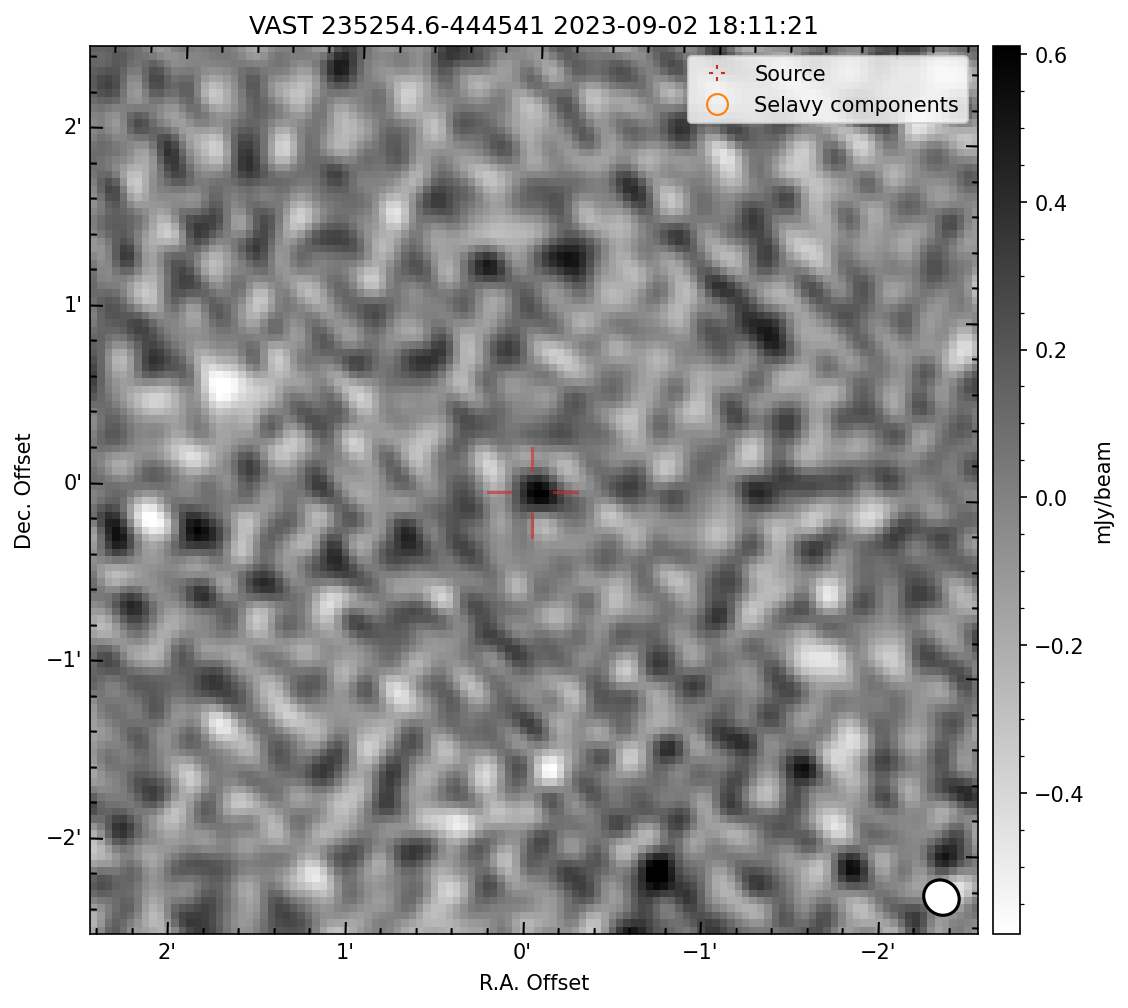 VAST 235254.6-444541 2023-09-02 18:11:21
Source
Selavy components
2'
1'
0'
−1'
−2'
Dec. Offset
2'
1'
0'
−1'
−2'
R.A. Offset
0.6
0.4
0.2
0.0
−0.2
−0.4
mJy/beam